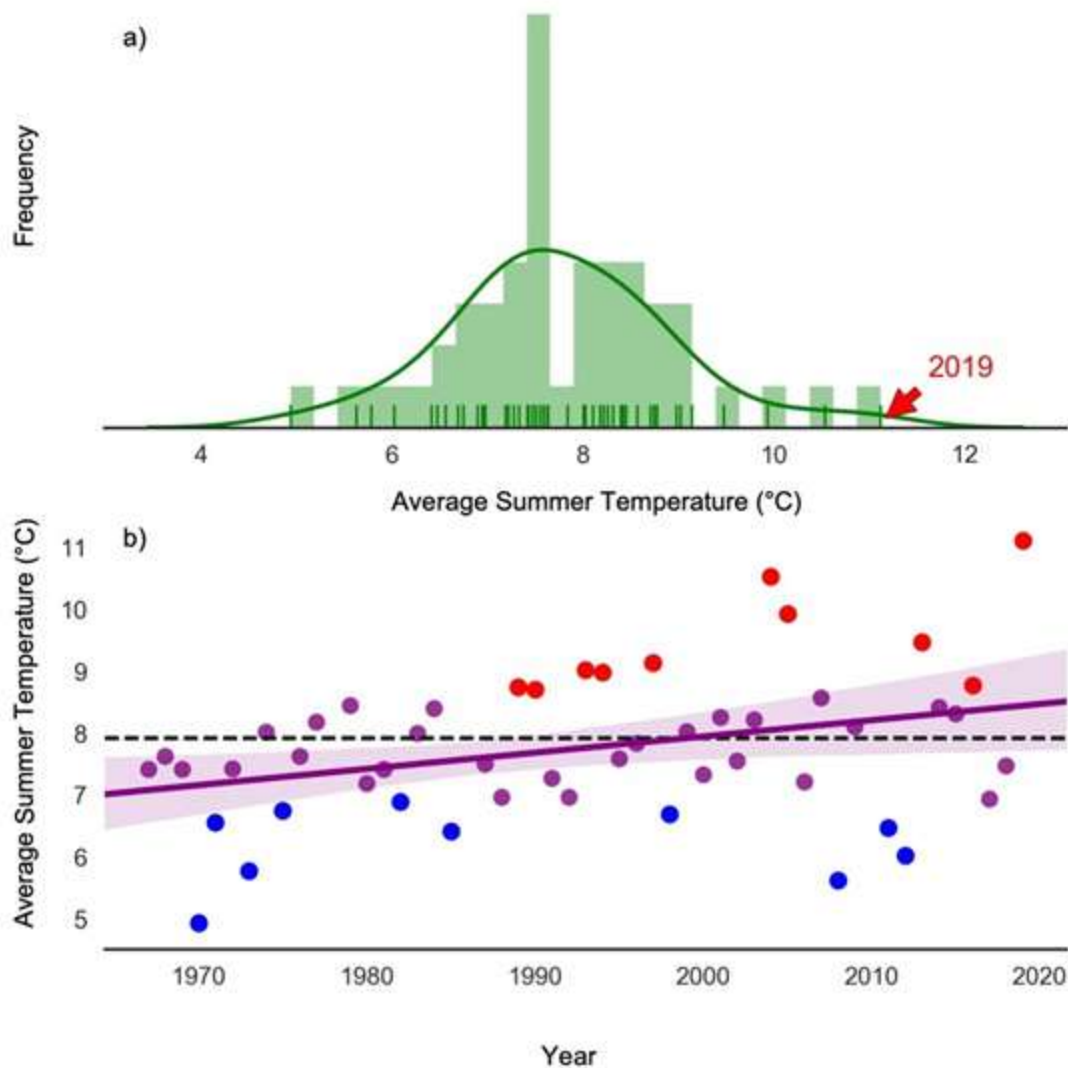 a)
Frequency
2019
4 6 8 10 12
Average Summer Temperature (°C)
b)
Average Summer Temperature (°C)
11
10
9
8
7
6
5
1970 1980 1990 2000 2010 2020
Year